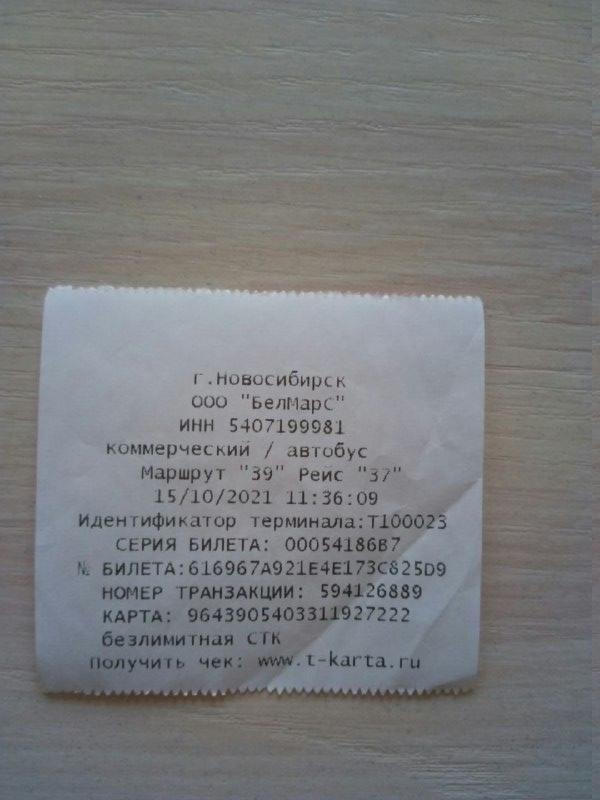 г.Новосибирск
ООО "БелМарС"
ИНН 5407199981
коммерческий / автобус
Маршрут "39" Рейс "37"
15/10/2021 11:36:09
Идентификатор терминала:T100023
СЕРИЯ БИЛЕТА: 00054186B7
№ БИЛЕТА:616967A921E4E173C825D9
НОМЕР ТРАНЗАКЦИИ: 594126889
КАРТА: 9643905403311927222
безлимитная СТК
Получить чек: www.t-karta.ru